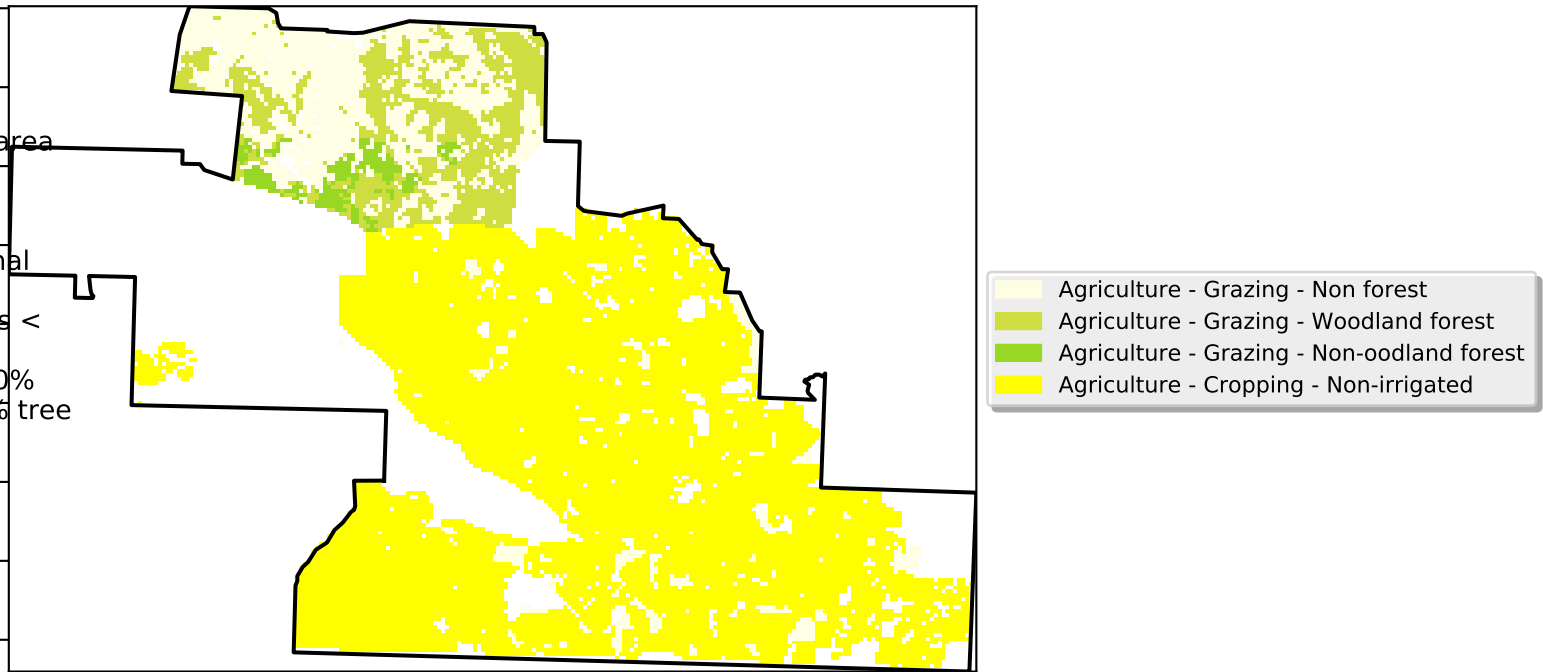 area
nal
s <
0%
% tree
Agriculture - Grazing - Non forest
Agriculture - Grazing - Woodland forest
Agriculture - Grazing - Non-oodland forest
Agriculture - Cropping - Non-irrigated